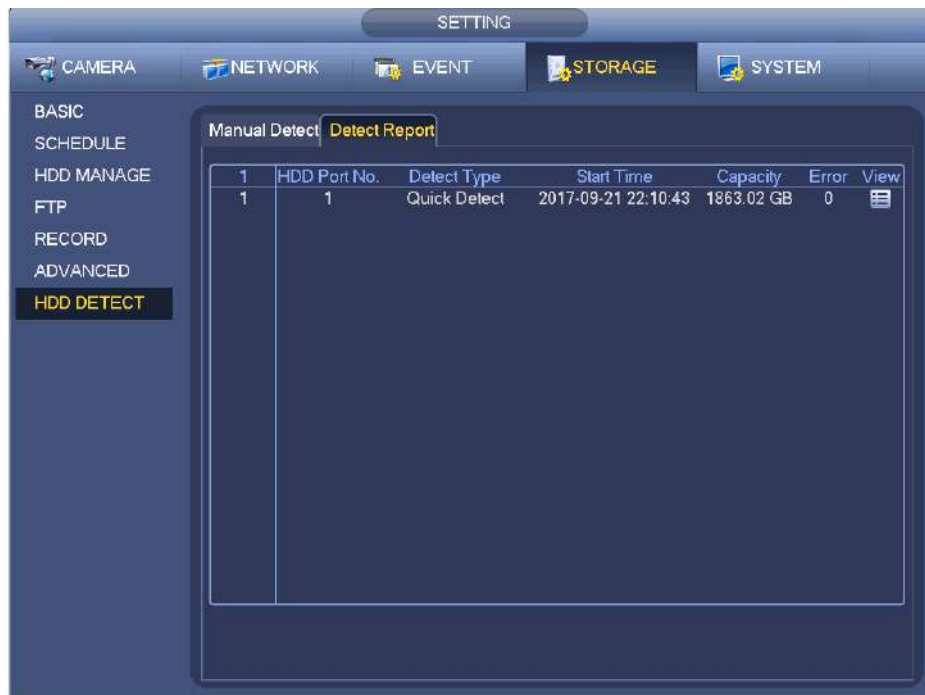 SETTING
CAMERA NETWORK EVENT STORAGE SYSTEM
BASIC
SCHEDULE
HDD MANAGE
FTP
RECORD
ADVANCED
HDD DETECT
Manual Detect Detect Report
1 HDD Port No. Detect Type Start Time Capacity Error View
1 1 Quick Detect 2017-09-21 22:10:43 1863.02 GB 0